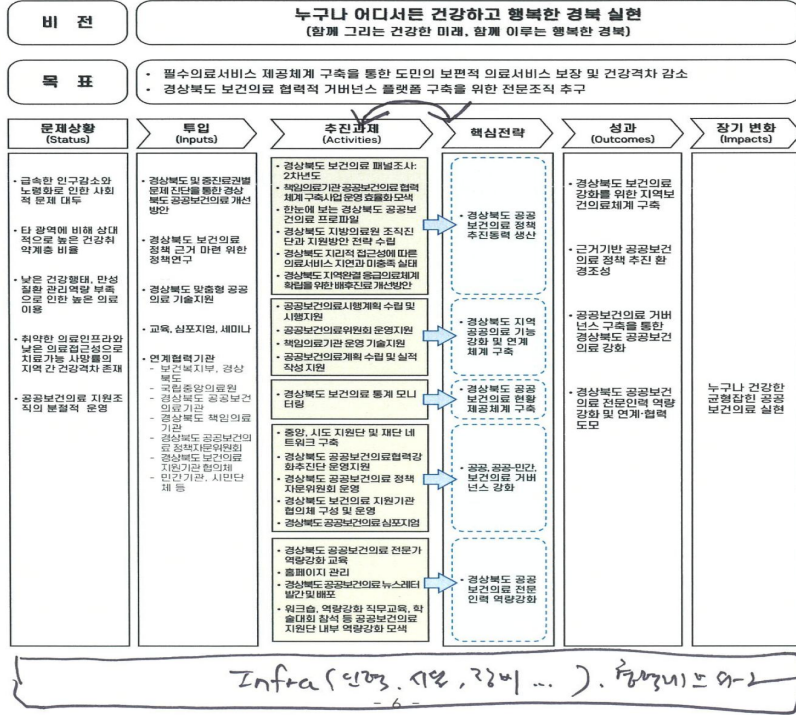 비 전
누구나 어디서든 건강하고 행복한 경북 실현
(함께 그리는 건강한 미래, 함께 이루는 행복한 경북)
목 표
· 필수의료서비스 제공체계 구축을 통한 도민의 보편적 의료서비스 보장 및 건강격차 감소
· 경상북도 보건의료 협력적 거버넌스 플랫폼 구축을 위한 전문조직 추구
문제상황
(Status)
· 급속한 인구감소와
노령화로 인한 사회
적 문제 대두
· 타 광역에 비해 상대
적으로 높은 건강취
약계층 비율
· 낮은 건강행태, 만성
질환 관리역량 부족
으로 인한 높은 의료
이용
· 취약한 의료인프라와
낮은 의료접근성으로
치료가능 사망률의
지역 간 건강격차 존재
· 공공보건의료 지원조
직의 분절적 운영
투입
(Inputs)
· 경상북도 및 중진료권별
문제 진단을 통한 경상
북도 공공보건의료 개선
방안
· 경상북도 보건의료
정책 근거 마련 위한
정책연구
· 경상북도 맞춤형 공공
의료 기술지원
· 교육, 심포지엄, 세미나
· 연계협력기관
- 보건복지부, 경상
북도
- 국립중앙의료원
- 경상북도 공공보건
의료기관
- 경상북도 책임의료
기관
- 경상북도 공공보건의
료 정책자문위원회
- 경상북도 보건의료
지원기관 협의체
- 민간기관, 시민단
체 등
추진과제
(Activities)
· 경상북도 보건의료 패널조사:
2차년도
· 책임의료기관 공공보건의료 협력
체계 구축사업 운영 효율화 모색
· 한눈에 보는 경상북도 공공보
건의료 프로파일
· 경상북도 지방의료원 조직진
단과 지원방안 전략 수립
· 경상북도 지리적 접근성에 따른
의료서비스 지연과 미충족 실태
· 경상북도 지역완결 응급의료체계
확립을 위한 배후진료 개선방안
· 공공보건의료시행계획 수립 및
시행지원
· 공공보건의료위원회 운영지원
· 책임의료기관 운영 기술지원
· 공공보건의료계획 수립 및 실적
작성 지원
· 경상북도 보건의료 통계 모니
터링
· 중앙, 시도 지원단 및 재단 네
트워크 구축
· 경상북도 공공보건의료협력강
화추진단 운영지원
· 경상북도 공공보건의료 정책
자문위원회 운영
· 경상북도 보건의료 지원기관
협의체 구성 및 운영
· 경상북도 공공보건의료 심포지엄
· 경상북도 공공보건의료 전문가
역량강화 교육
· 홈페이지 관리
· 경상북도 공공보건의료 뉴스레터
발간 및 배포
· 워크숍, 역량강화 직무교육, 학
술대회 참석 등 공공보건의료
지원단 내부 역량강화 모색
핵심전략
· 경상북도 공공
보건의료 정책
추진동력 생산
· 경상북도 지역
공공의료 기능
강화 및 연계
체계 구축
· 경상북도 공공
보건의료 현황
제공체계 구축
· 공공, 공공-민간,
보건의료 거버
넌스 강화
· 경상북도 공공
보건의료 전문
인력 역량강화
성과
(Outcomes)
· 경상북도 보건의료
강화를 위한 지역보
건의료체계 구축
· 근거기반 공공보건
의료 정책 추진 환
경조성
· 공공보건의료 거버
넌스 구축을 통한
경상북도 공공보건
의료 강화
· 경상북도 공공보건
의료 전문인력 역량
강화 및 연계·협력
도모
장기 변화
(Impacts)
누구나 건강한
균형잡힌 공공
보건의료 실현
Infra (인력, 시설, 장비 ... ).
- 6 -